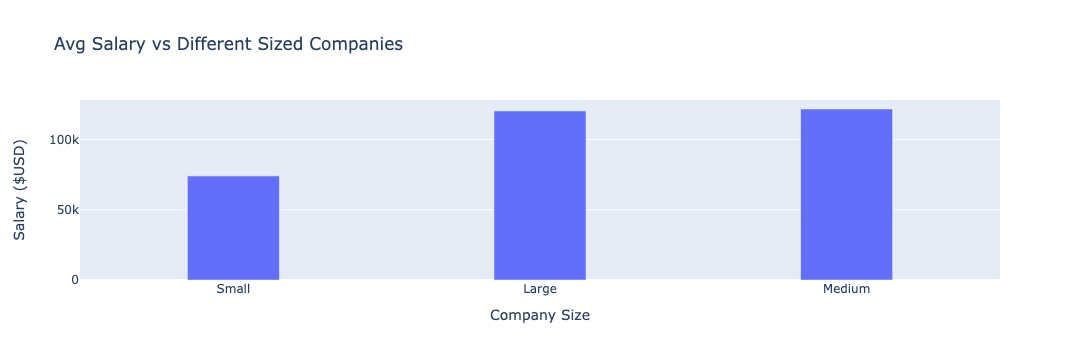 Avg Salary vs Different Sized Companies
Salary ($USD)
100k
50k
0
Small Large Medium
Company Size